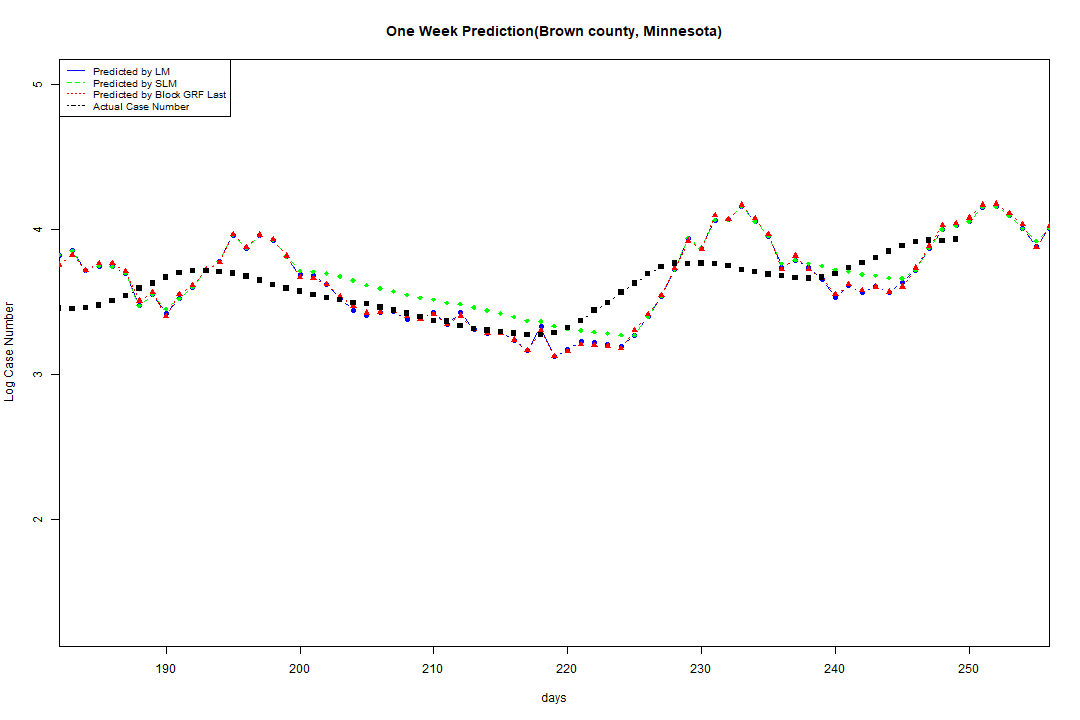 One Week Prediction(Brown county, Minnesota)
Predicted by LM
Predicted by SLM
Predicted by Block GRF Last
Actual Case Number
5
4
3
2
Log Case Number
190 200 210 220 230 240 250
days